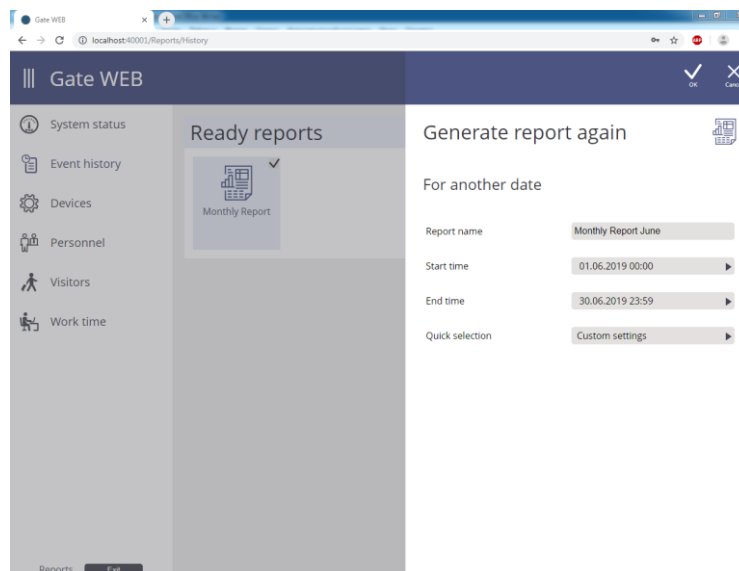 Gate WEB
localhost:40001/Reports/History
ABP
Gate WEB
OK
System status
Event history
Devices
Personnel
Visitors
Work time
Ready reports
Monthly Report
Generate report again
For another date
Report name Monthly Report June
Start time 01.06.2019 00:00
End time 30.06.2019 23:59
Quick selection Custom settings
Reports Exit